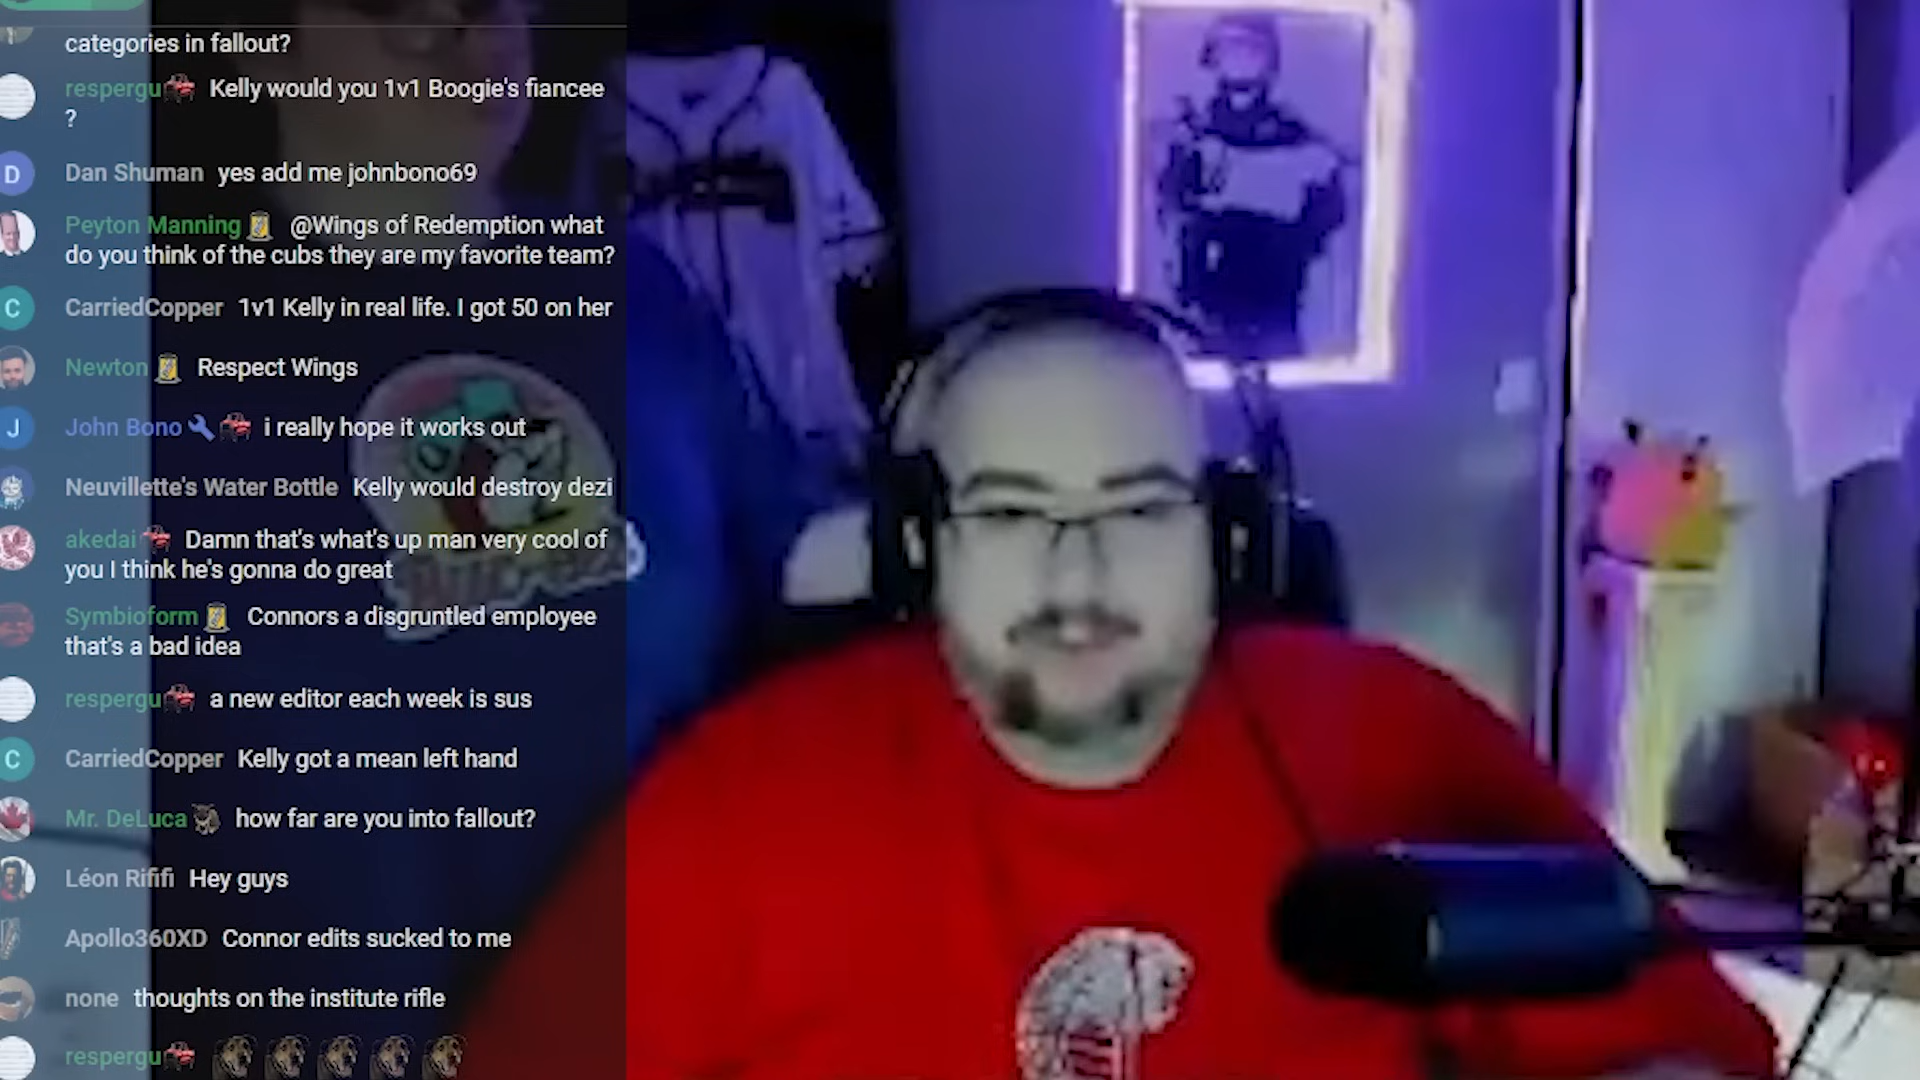 categories in fallout?
respergu Kelly would you 1v1 Boogie's fiancee
?
Dan Shuman yes add me johnbono69
Peyton Manning @Wings of Redemption what
do you think of the cubs they are my favorite team?
CarriedCopper 1v1 Kelly in real life. I got 50 on her
Newton Respect Wings
John Bono i really hope it works out
Neuvillette's Water Bottle Kelly would destroy dezi
akedai Damn that's what's up man very cool of
you I think he's gonna do great
Symbioform Connors a disgruntled employee
that's a bad idea
respergu a new editor each week is sus
CarriedCopper Kelly got a mean left hand
Mr. DeLuca how far are you into fallout?
Léon Rififi Hey guys
Apollo360XD Connor edits sucked to me
none thoughts on the institute rifle
respergu
D
C
J
C